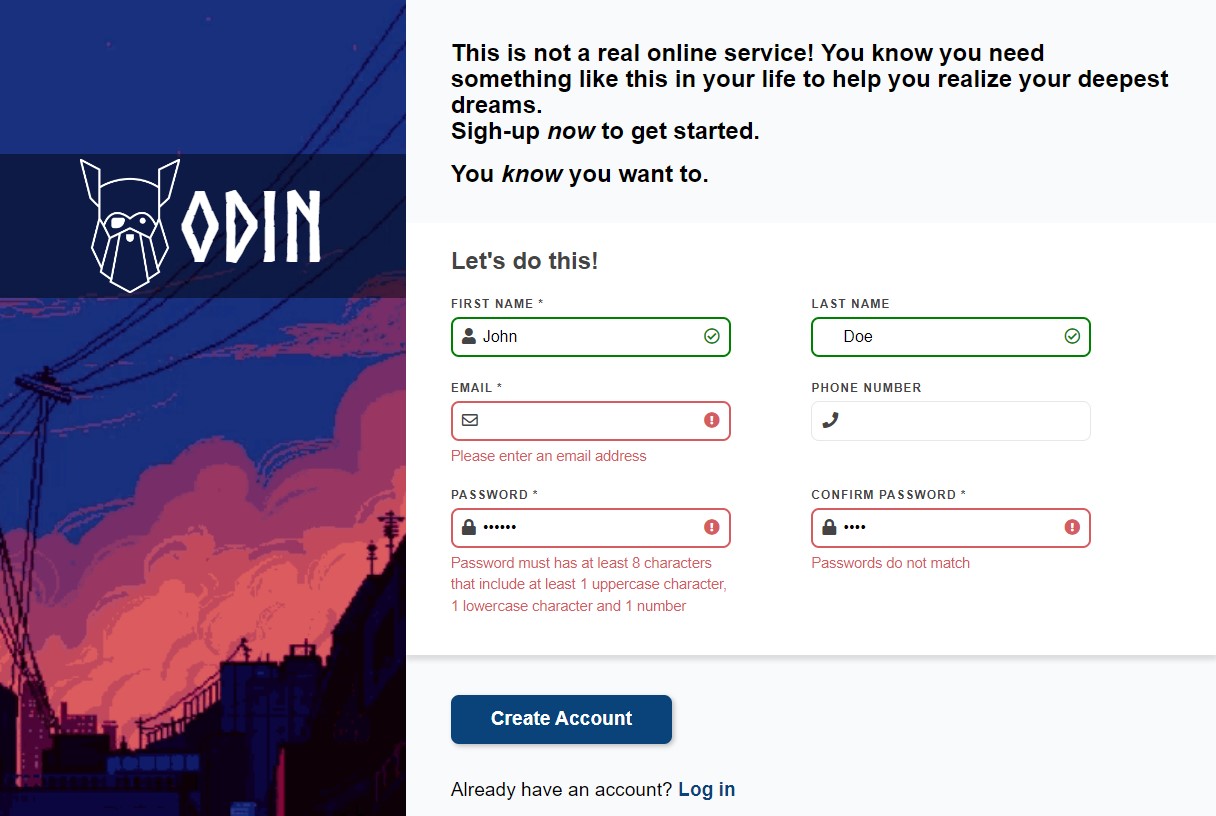 ODIN
This is not a real online service! You know you need
something like this in your life to help you realize your deepest
dreams.
Sigh-up now to get started.
You know you want to.
Let's do this!
FIRST NAME *
John
LAST NAME
Doe
EMAIL *
Please enter an email address
PHONE NUMBER
PASSWORD *
••••••
Password must has at least 8 characters
that include at least 1 uppercase character,
1 lowercase character and 1 number
CONFIRM PASSWORD *
••••
Passwords do not match
Create Account
Already have an account? Log in